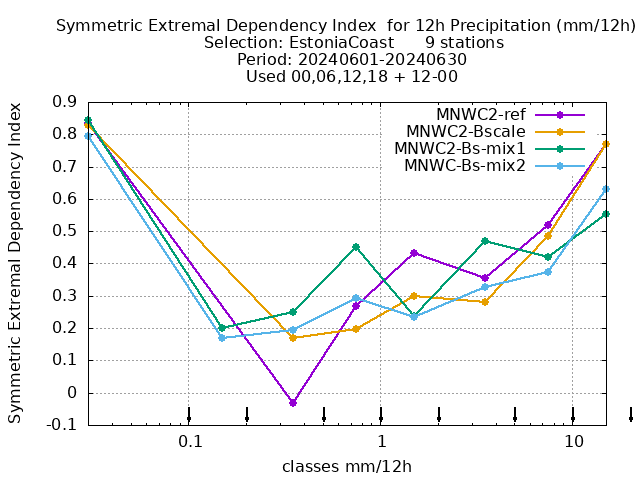 Symmetric Extremal Dependency Index  for 12h Precipitation (mm/12h)
Selection: EstoniaCoast      9 stations
Period: 20240601-20240630
Used 00,06,12,18 + 12-00
Symmetric Extremal Dependency Index
0.9
0.8
0.7
0.6
0.5
0.4
0.3
0.2
0.1
0
-0.1
MNWC2-ref
MNWC2-Bscale
MNWC2-Bs-mix1
MNWC-Bs-mix2
0.1 1 10
classes mm/12h